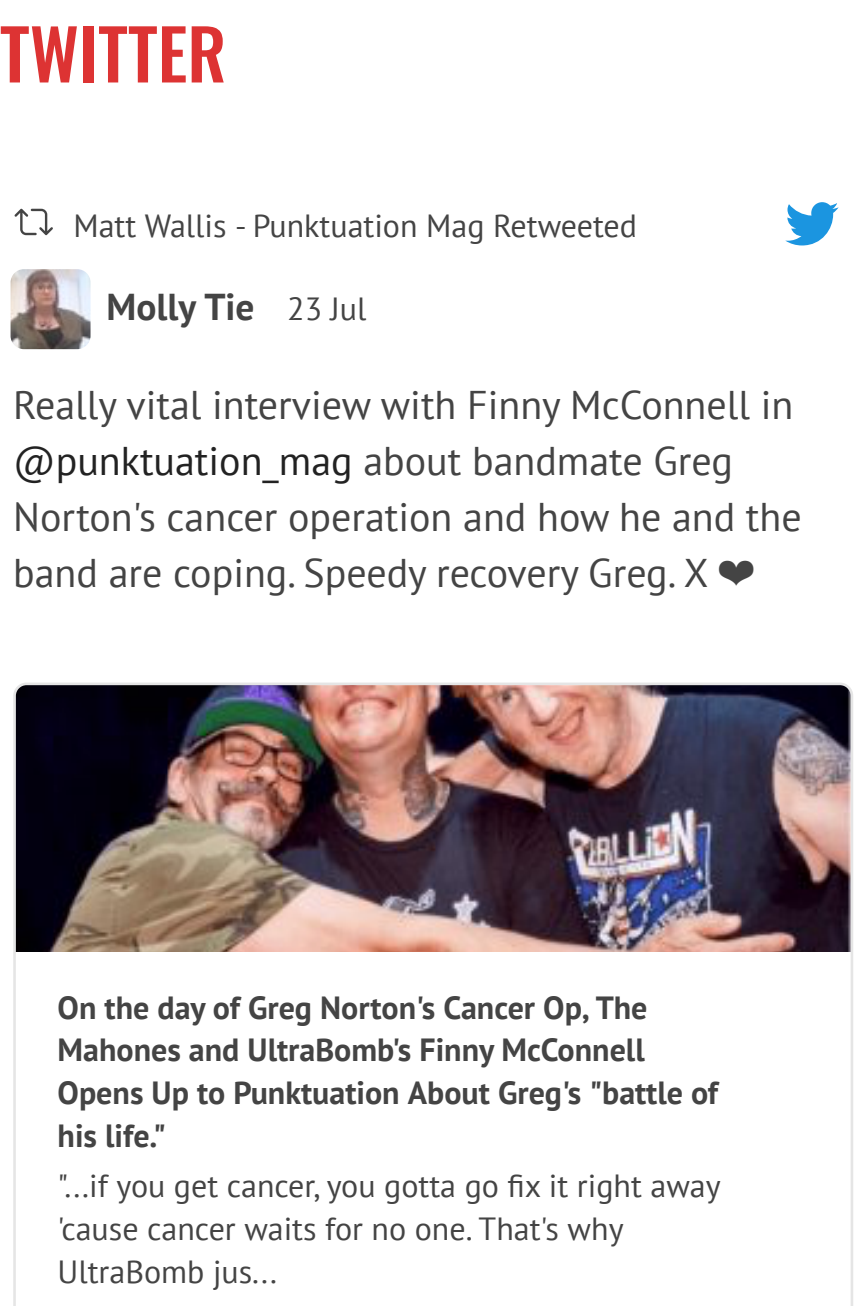 TWITTER
Matt Wallis - Punktuation Mag Retweeted
Molly Tie 23 Jul
Really vital interview with Finny McConnell in
@punktuation_mag about bandmate Greg
Norton's cancer operation and how he and the
band are coping. Speedy recovery Greg. X ❤
REBELLION
On the day of Greg Norton's Cancer Op, The
Mahones and UltraBomb's Finny McConnell
Opens Up to Punktuation About Greg's "battle of
his life."
"...if you get cancer, you gotta go fix it right away
'cause cancer waits for no one. That's why
UltraBomb jus...